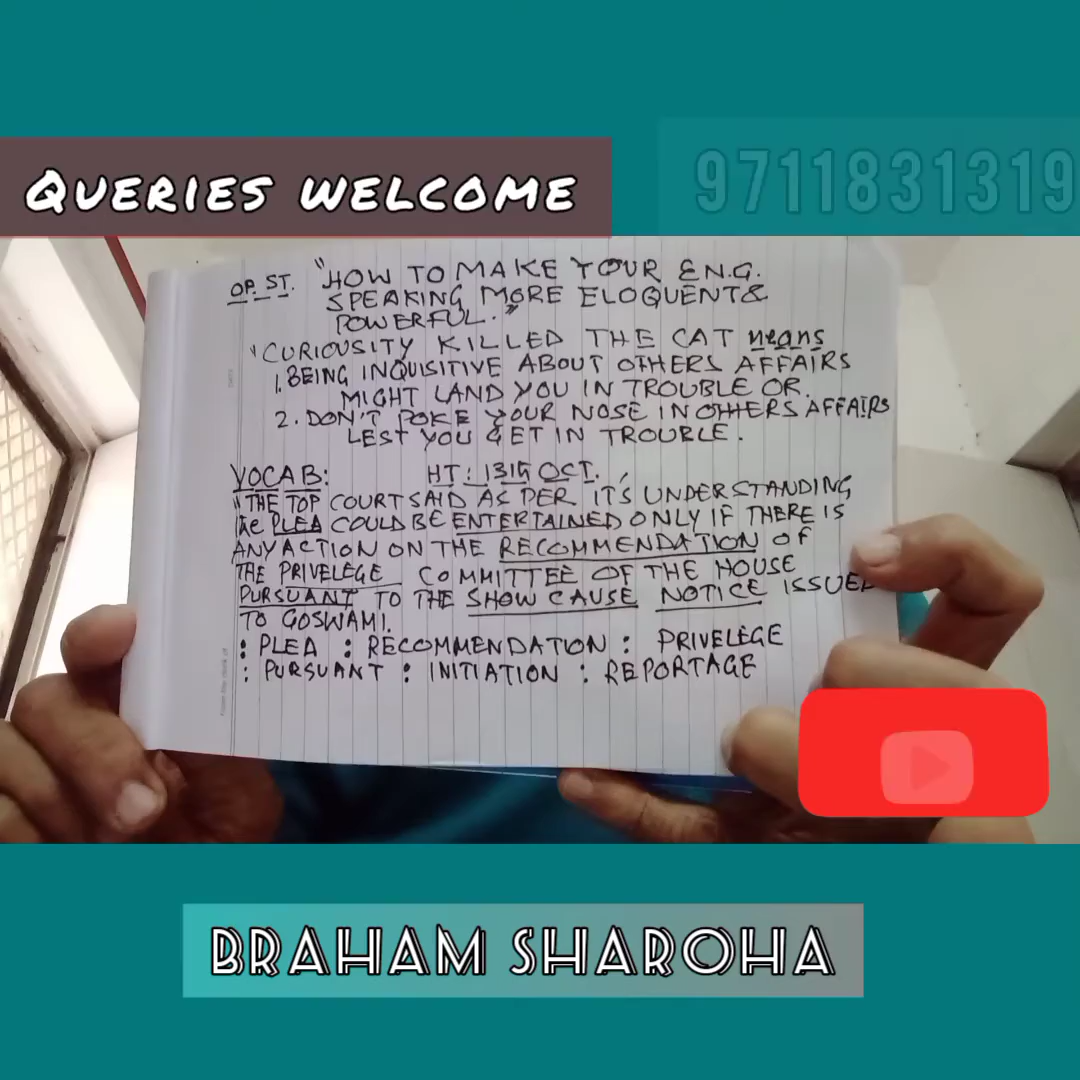 QUERIES WELCOME
9711831319
OP. ST. "HOW TO MAKE YOUR ENG.
SPEAKING MORE ELOQUENT &
POWERFUL."
"CURIOUSITY KILLED THE CAT means
1. BEING INQUISITIVE ABOUT OTHERS AFFAIRS
MIGHT LAND YOU IN TROUBLE OR.
2. DON'T POKE YOUR NOSE IN OTHERS AFFAIRS
LEST YOU GET IN TROUBLE.
VOCAB: HT: 13th OCT.,
"THE TOP COURT SAID AS PER IT'S UNDERSTANDING
the PLEA COULD BE ENTERTAINED ONLY IF THERE IS
ANY ACTION ON THE RECOMMENDATION OF
THE PRIVELEGE COMMITTEE OF THE HOUSE
PURSUANT TO THE SHOW CAUSE NOTICE ISSUED
TO GOSWAMI.
: PLEA : RECOMMENDATION : PRIVELEGE
: PURSUANT : INITIATION : REPORTAGE
BRAHAM SHAROHA